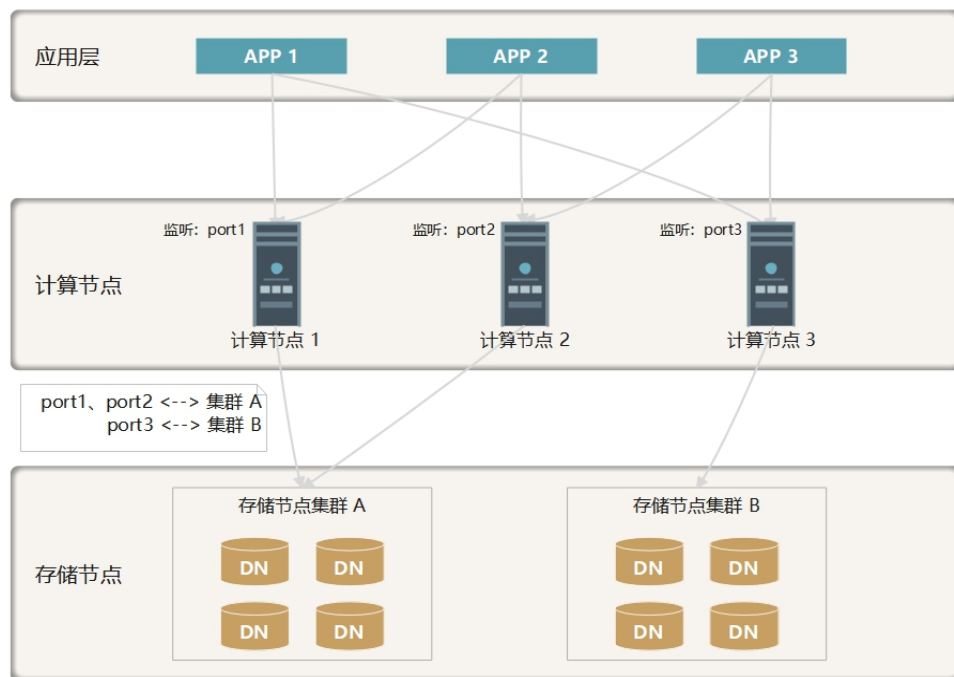 应用层
APP 1
APP 2
APP 3
监听：port1
监听：port2
监听：port3
计算节点
计算节点 1
计算节点 2
计算节点 3
port1、port2 <--> 集群 A
port3 <--> 集群 B
存储节点集群 A
存储节点集群 B
DN
DN
DN
DN
存储节点
DN
DN
DN
DN